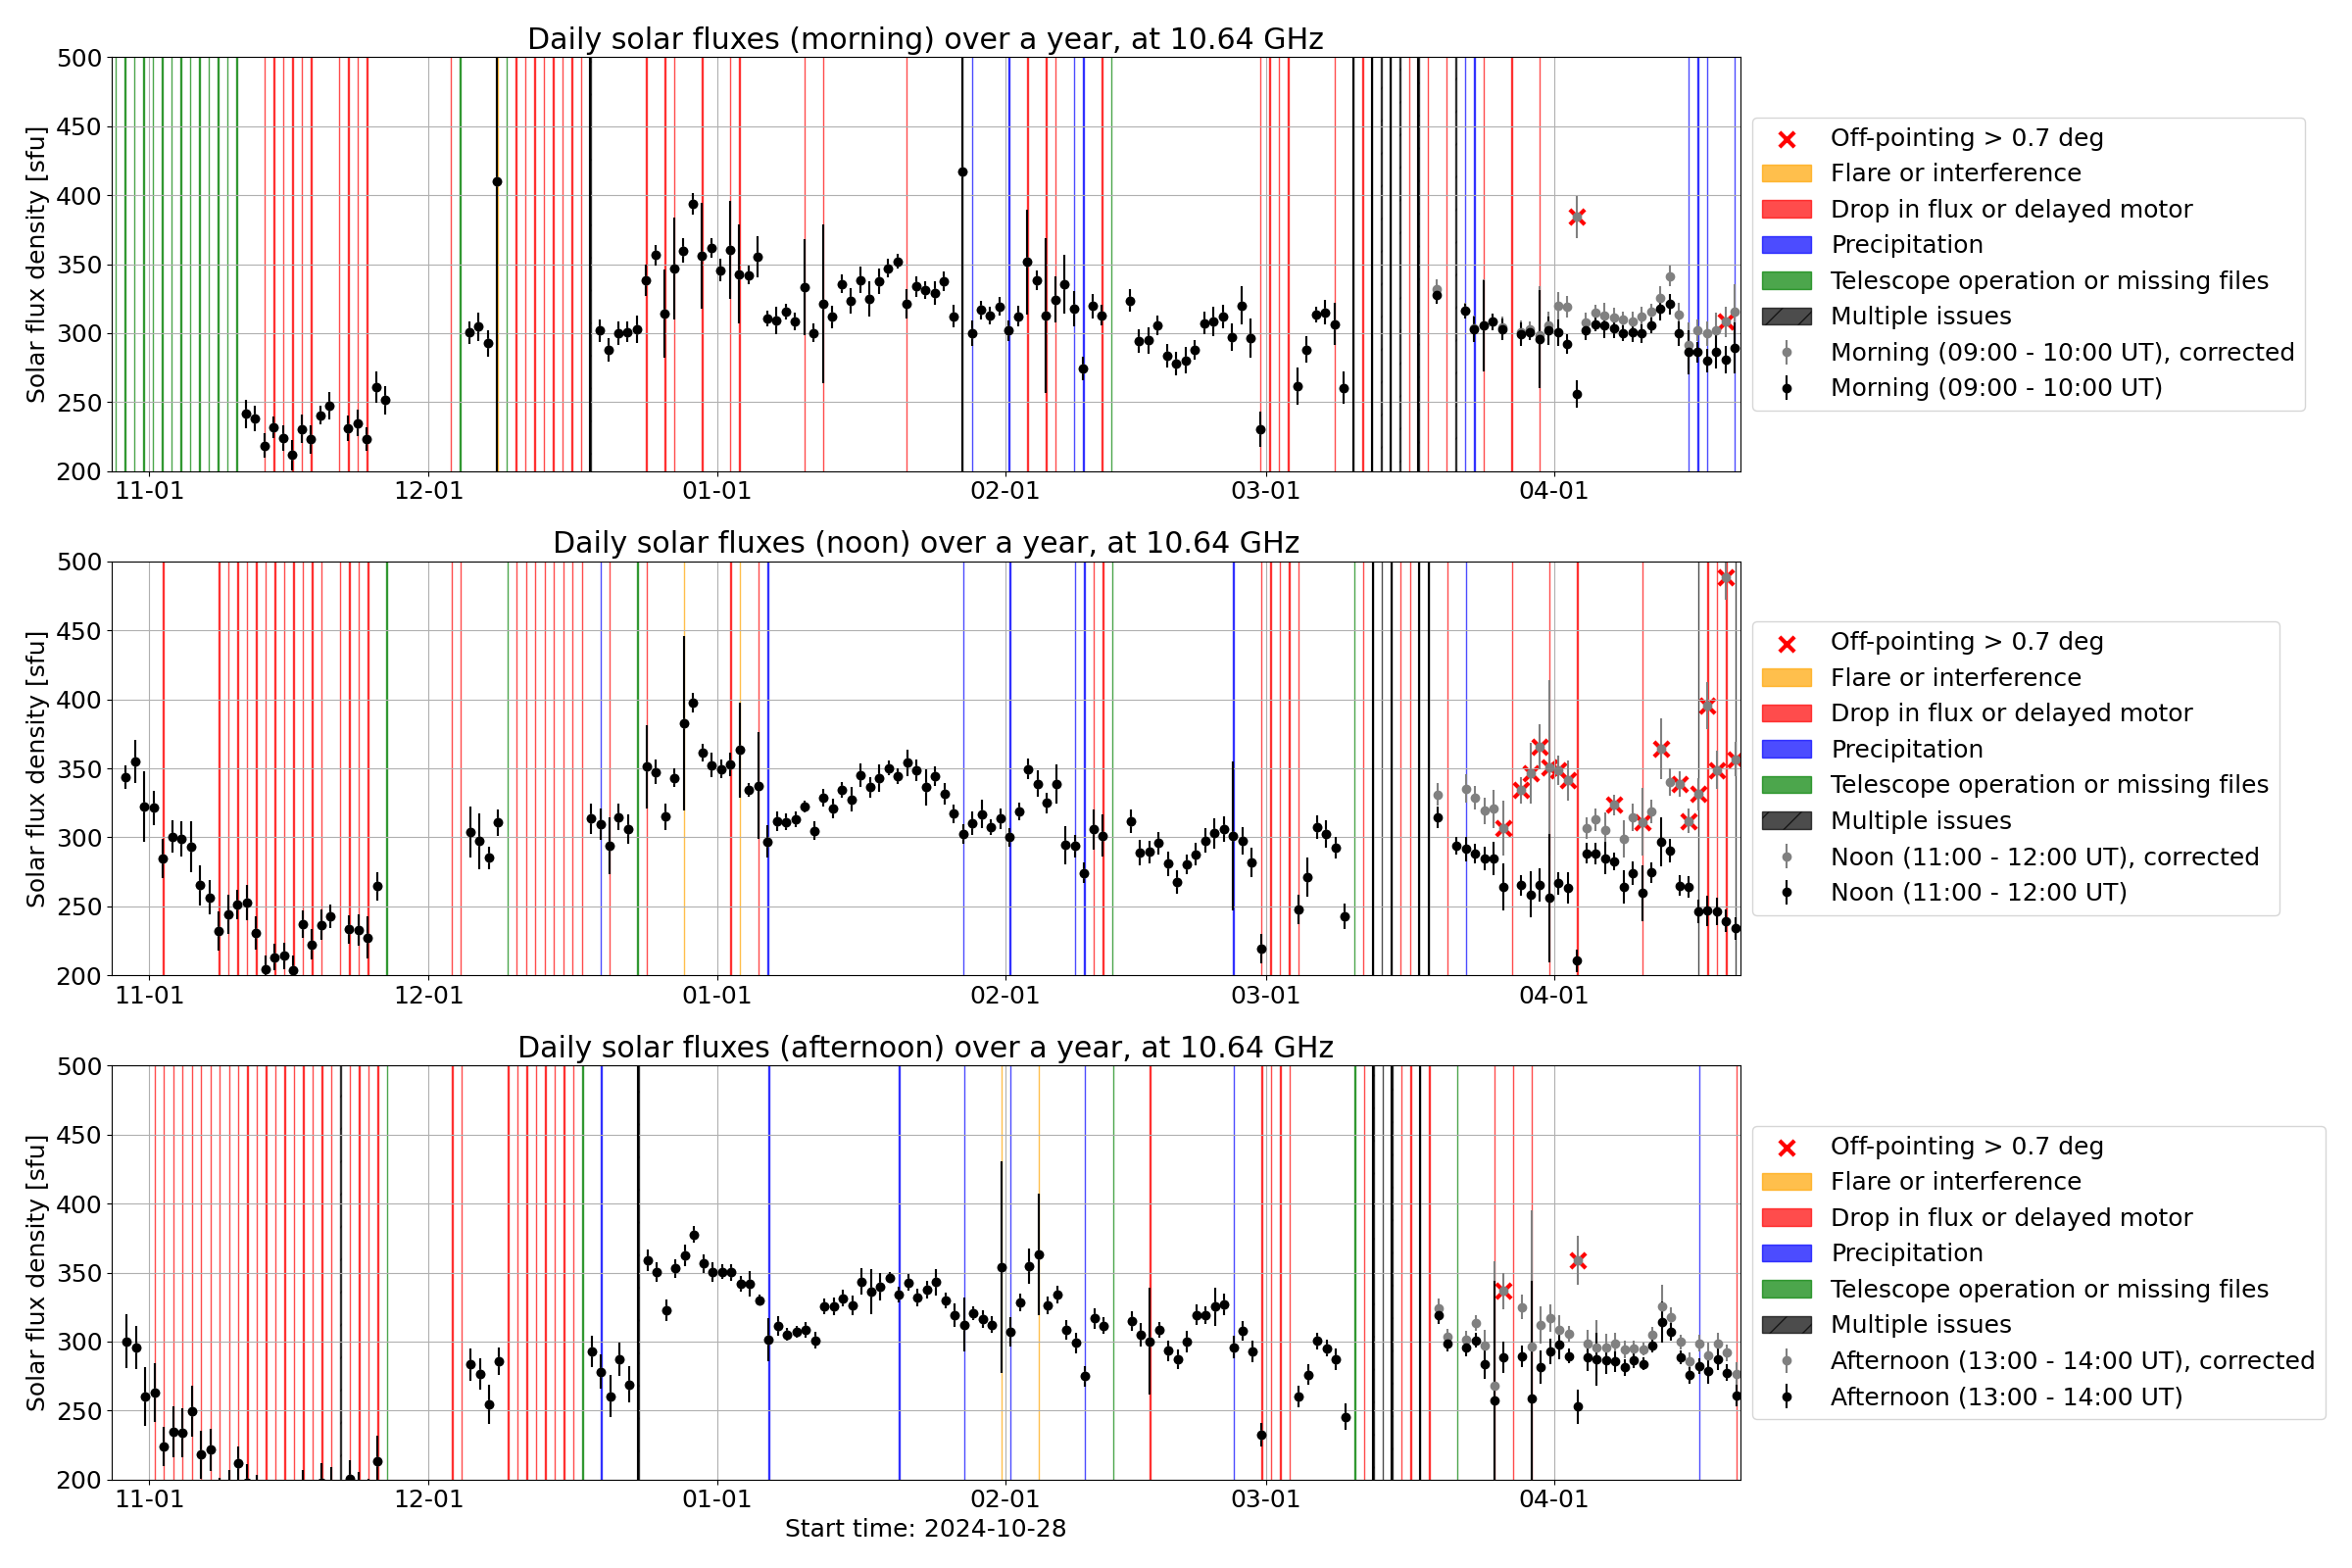 Daily solar fluxes (morning) over a year, at 10.64 GHz
Solar flux density [sfu]
500
450
400
350
300
250
200
11-01
12-01
01-01
02-01
03-01
04-01
Off-pointing > 0.7 deg
Flare or interference
Drop in flux or delayed motor
Precipitation
Telescope operation or missing files
Multiple issues
Morning (09:00 - 10:00 UT), corrected
Morning (09:00 - 10:00 UT)
Daily solar fluxes (noon) over a year, at 10.64 GHz
Solar flux density [sfu]
500
450
400
350
300
250
200
11-01
12-01
01-01
02-01
03-01
04-01
Off-pointing > 0.7 deg
Flare or interference
Drop in flux or delayed motor
Precipitation
Telescope operation or missing files
Multiple issues
Noon (11:00 - 12:00 UT), corrected
Noon (11:00 - 12:00 UT)
Daily solar fluxes (afternoon) over a year, at 10.64 GHz
Solar flux density [sfu]
500
450
400
350
300
250
200
11-01
12-01
01-01
02-01
03-01
04-01
Start time: 2024-10-28
Off-pointing > 0.7 deg
Flare or interference
Drop in flux or delayed motor
Precipitation
Telescope operation or missing files
Multiple issues
Afternoon (13:00 - 14:00 UT), corrected
Afternoon (13:00 - 14:00 UT)